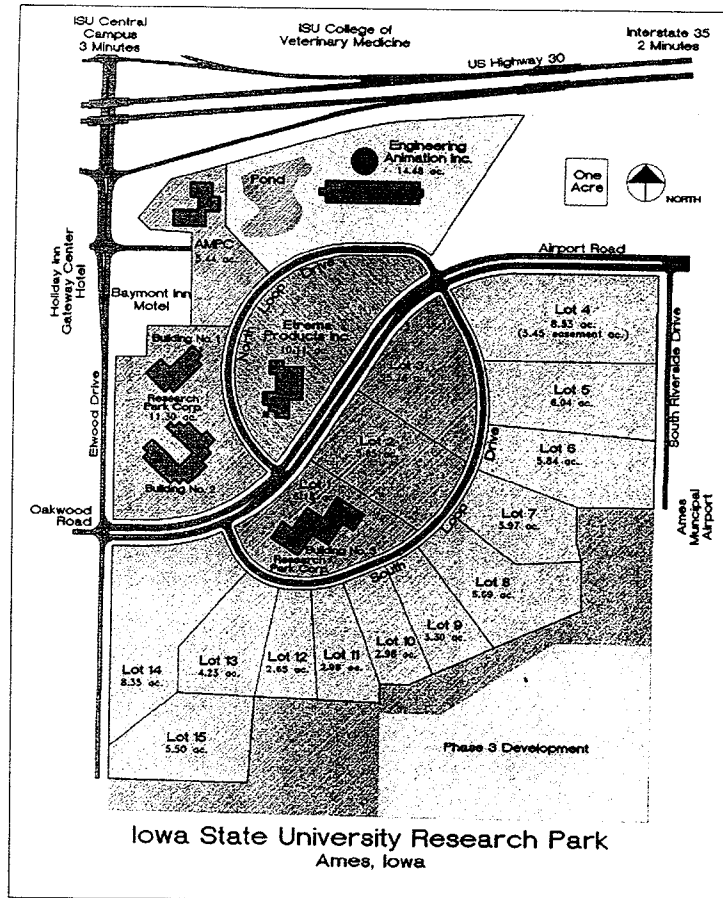 ISU Central
Campus
3 Minutes
ISU College of
Veterinary Medicine
Interstate 35
2 Minutes
US Highway 30
Engineering
Animation Inc.
14.48 ac.
Pond
One
Acre
NORTH
AMPC
Holiday Inn
Gateway Center
Hotel
Baymont Inn
Motel
North Loop Drive
Airport Road
Etrema
Products Inc.
Lot 4
8.53 ac.
(3.45 easement ac.)
Building No. 1
Research
Park Corp.
11.30 ac.
Building No. 2
Elwood Drive
Lot 5
6.04 ac.
South Riverside Drive
Lot 2
Lot 6
5.84 ac.
Lot 1
Lot 7
3.97 ac.
Oakwood
Road
Building No. 3
Research
Park Corp.
South Loop Drive
Ames
Muncipal
Airport
Lot 8
5.09 ac.
Lot 9
3.30 ac.
Lot 10
2.98 ac.
Lot 11
2.98 ac.
Lot 12
2.65 ac.
Lot 13
4.23 ac.
Lot 14
8.35 ac.
Lot 15
5.50 ac.
Phase 3 Development
Iowa State University Research Park
Ames, Iowa